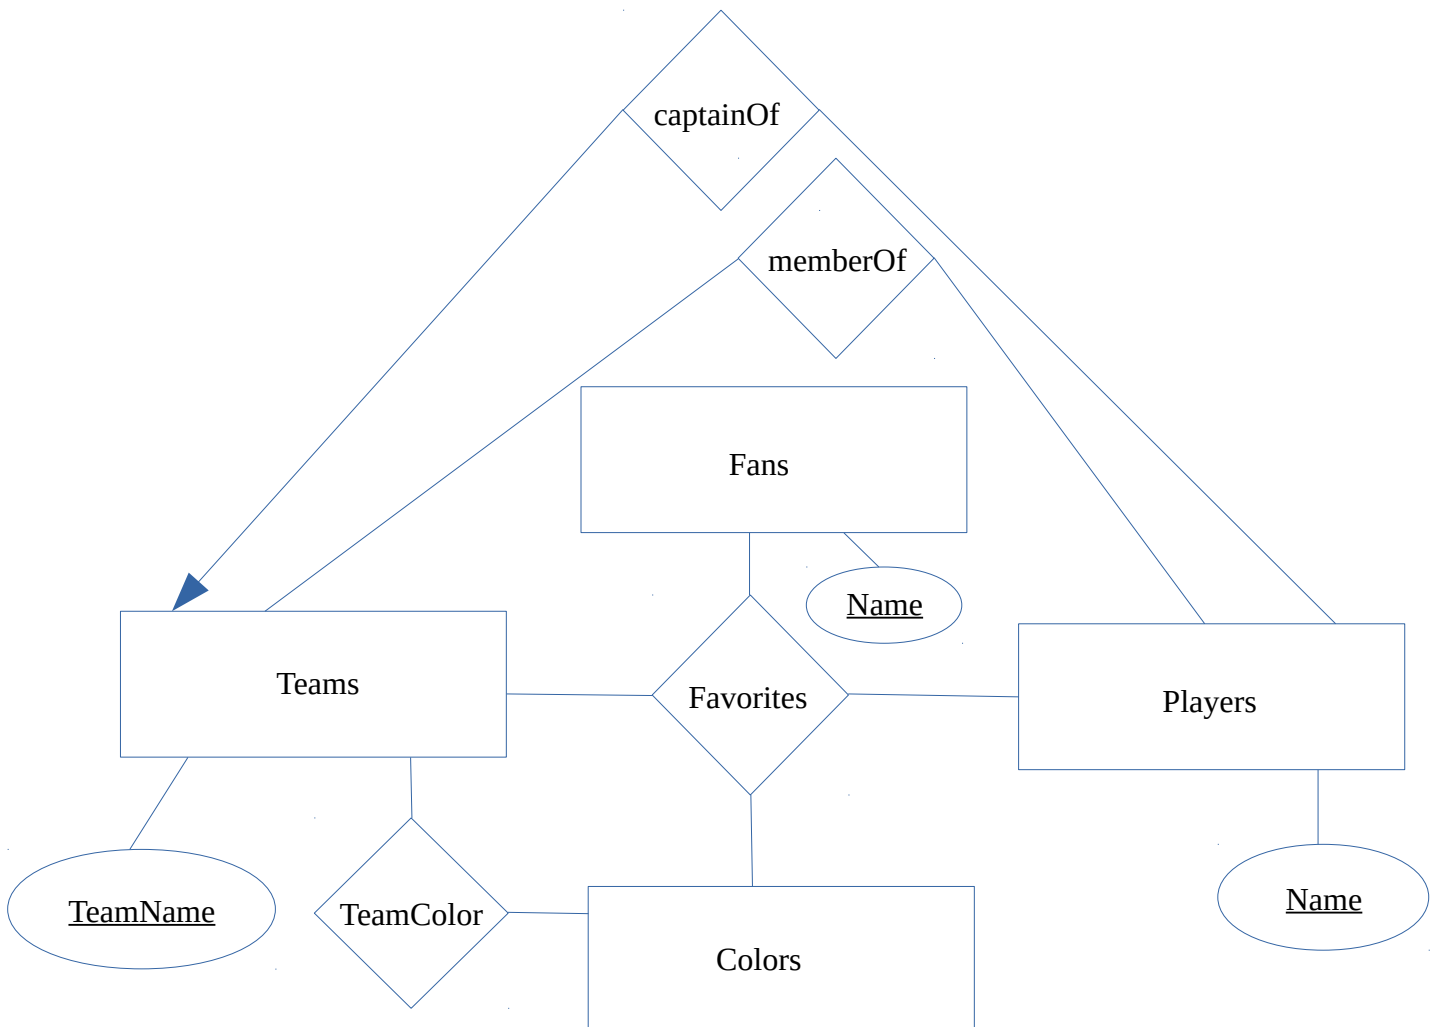 captainOf
memberOf
Fans
Name
Teams
Favorites
Players
TeamName
TeamColor
Name
Colors